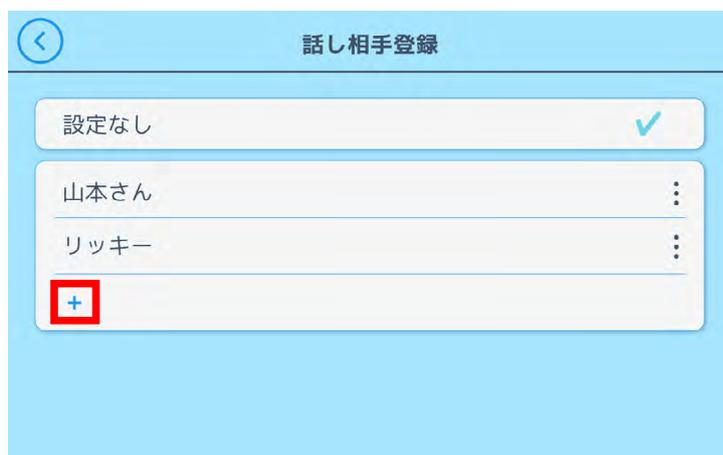 話し相手登録
設定なし
山本さん
リッキー
+